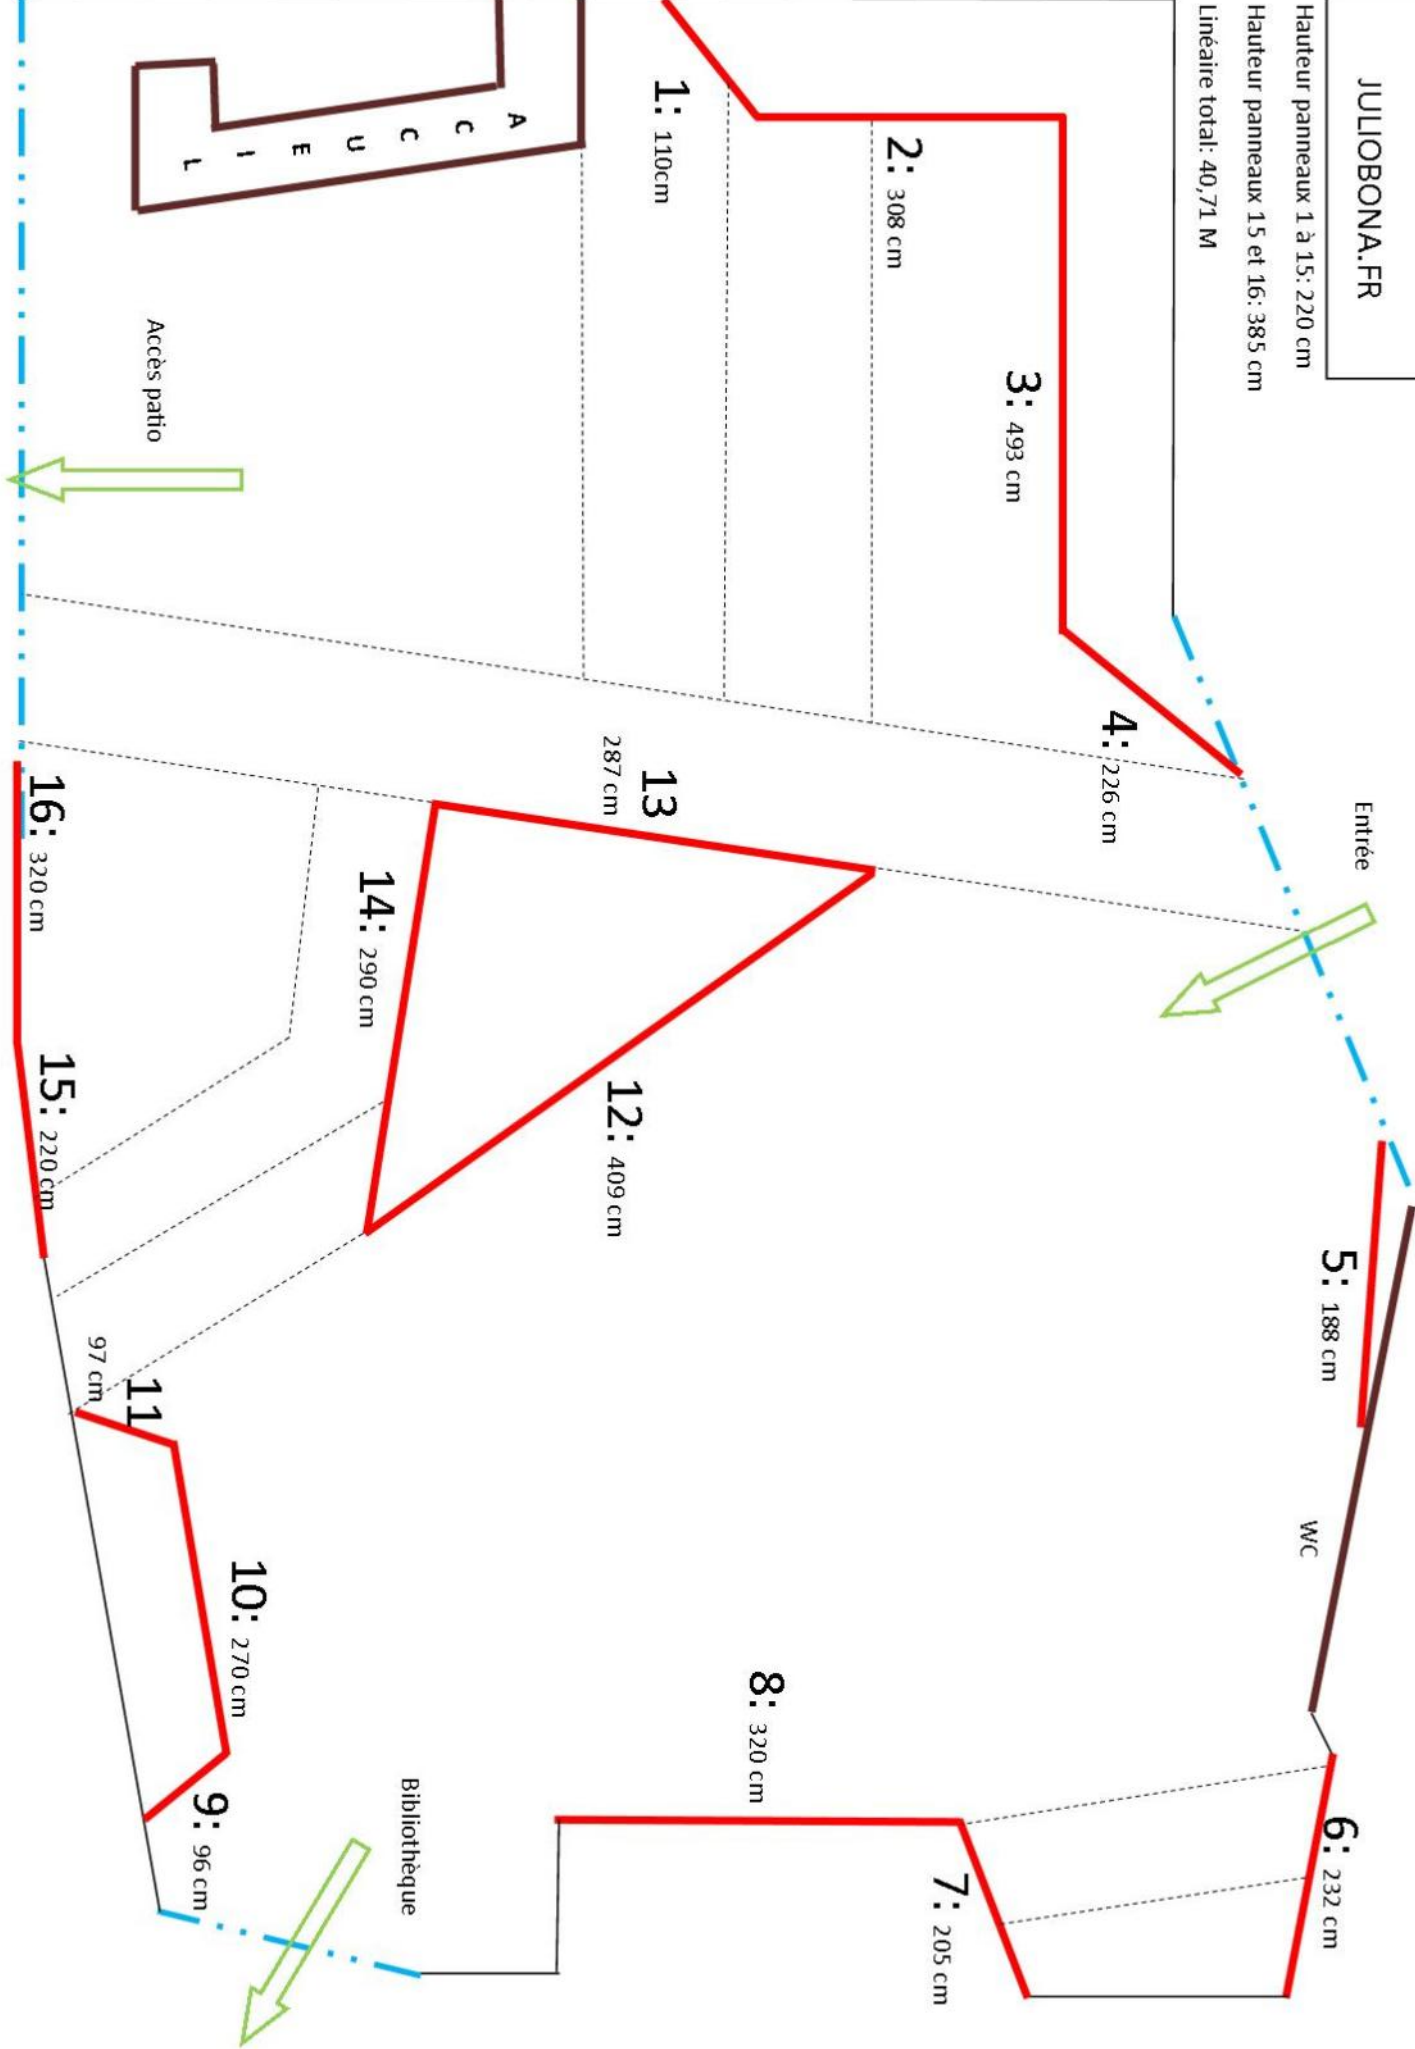 JULIOBONA.FR
Hauteur panneaux 1 à 15: 220 cm
Hauteur panneaux 15 et 16: 385 cm
Linéaire total: 40,71 M
1: 110cm
2: 308 cm
3: 493 cm
4: 226 cm
Entrée
5: 188 cm
WC
6: 232 cm
7: 205 cm
8: 320 cm
Bibliothèque
9: 96 cm
10: 270 cm
11
97 cm
12: 409 cm
13
287 cm
14: 290 cm
15: 220 cm
16: 320 cm
Accès patio
L I E U C C A